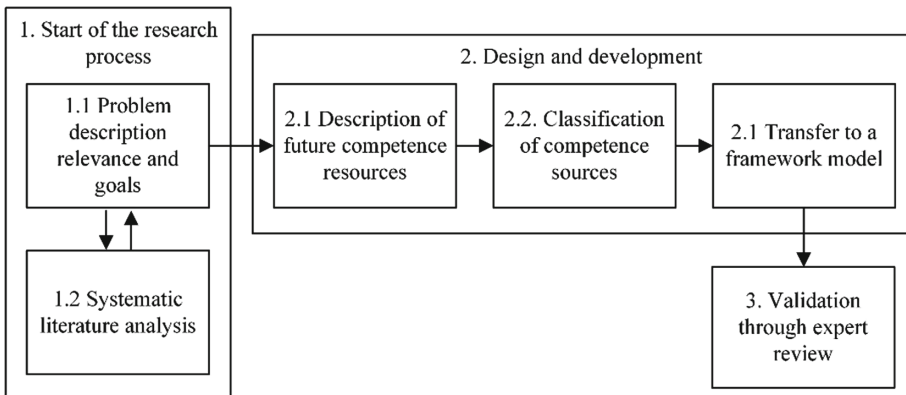 1. Start of the research
process
1.1 Problem
description
relevance and
goals
1.2 Systematic
literature analysis
2. Design and development
2.1 Description of
future competence
resources
2.2. Classification
of competence
sources
2.1 Transfer to a
framework model
3. Validation
through expert
review